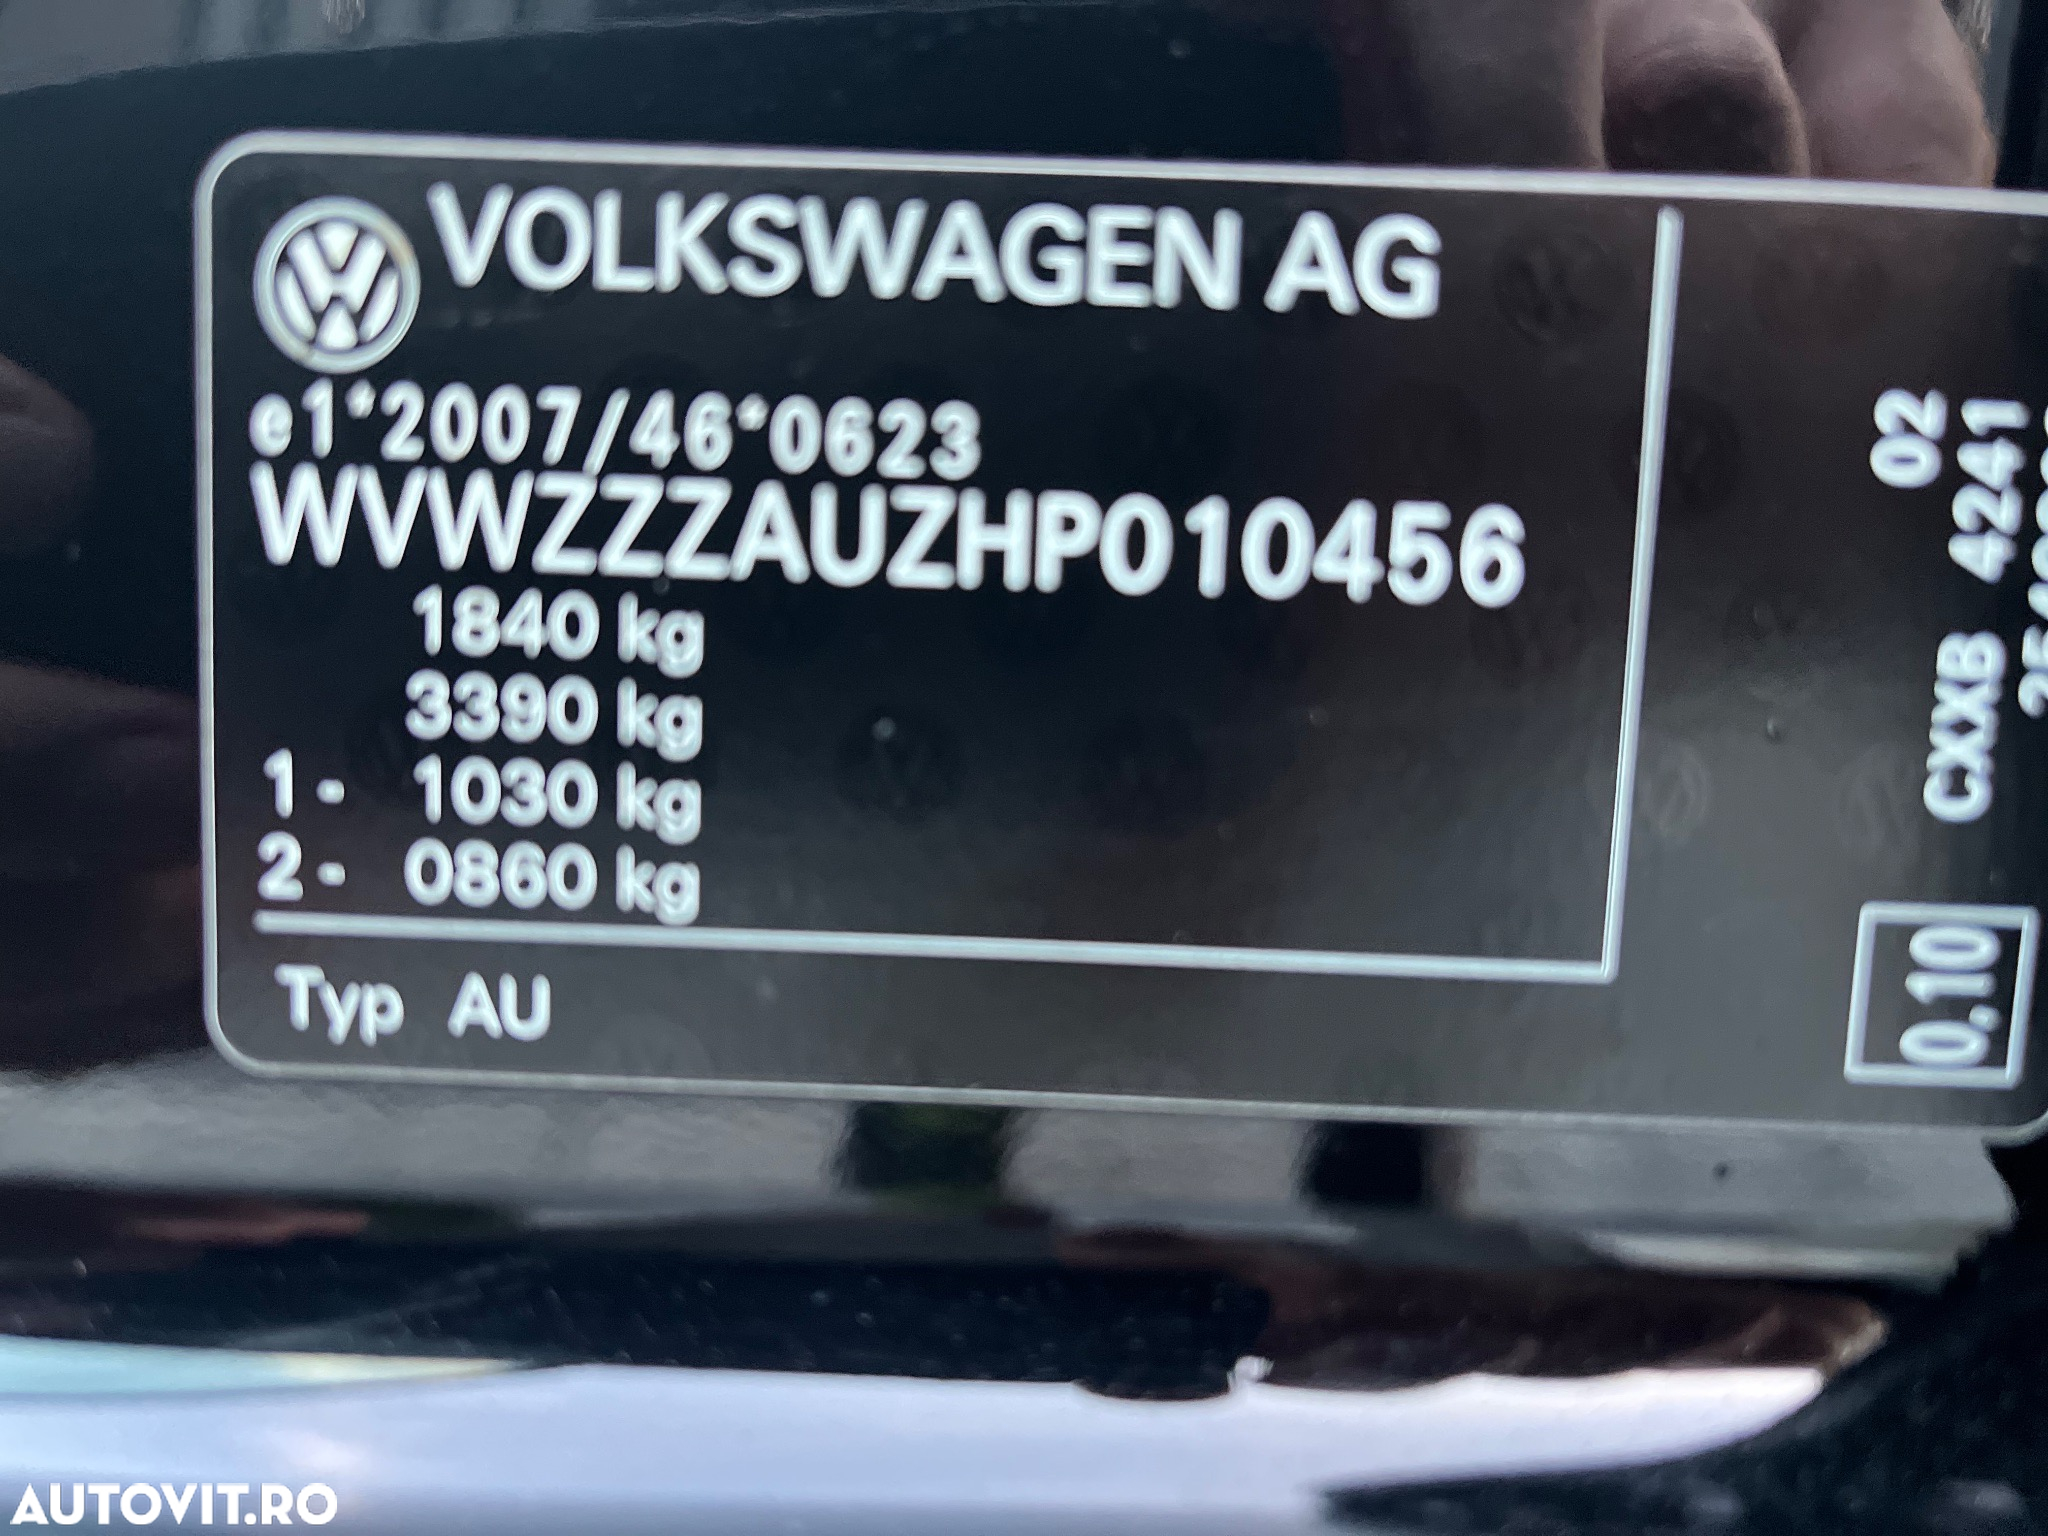 VOLKSWAGEN AG
e1*2007/46*0623
WVWZZZAUZHP010456
1840 kg
3390 kg
1- 1030 kg
2- 0860 kg
Typ AU
02
CXXB 4241
0,10
AUTOVIT.RO